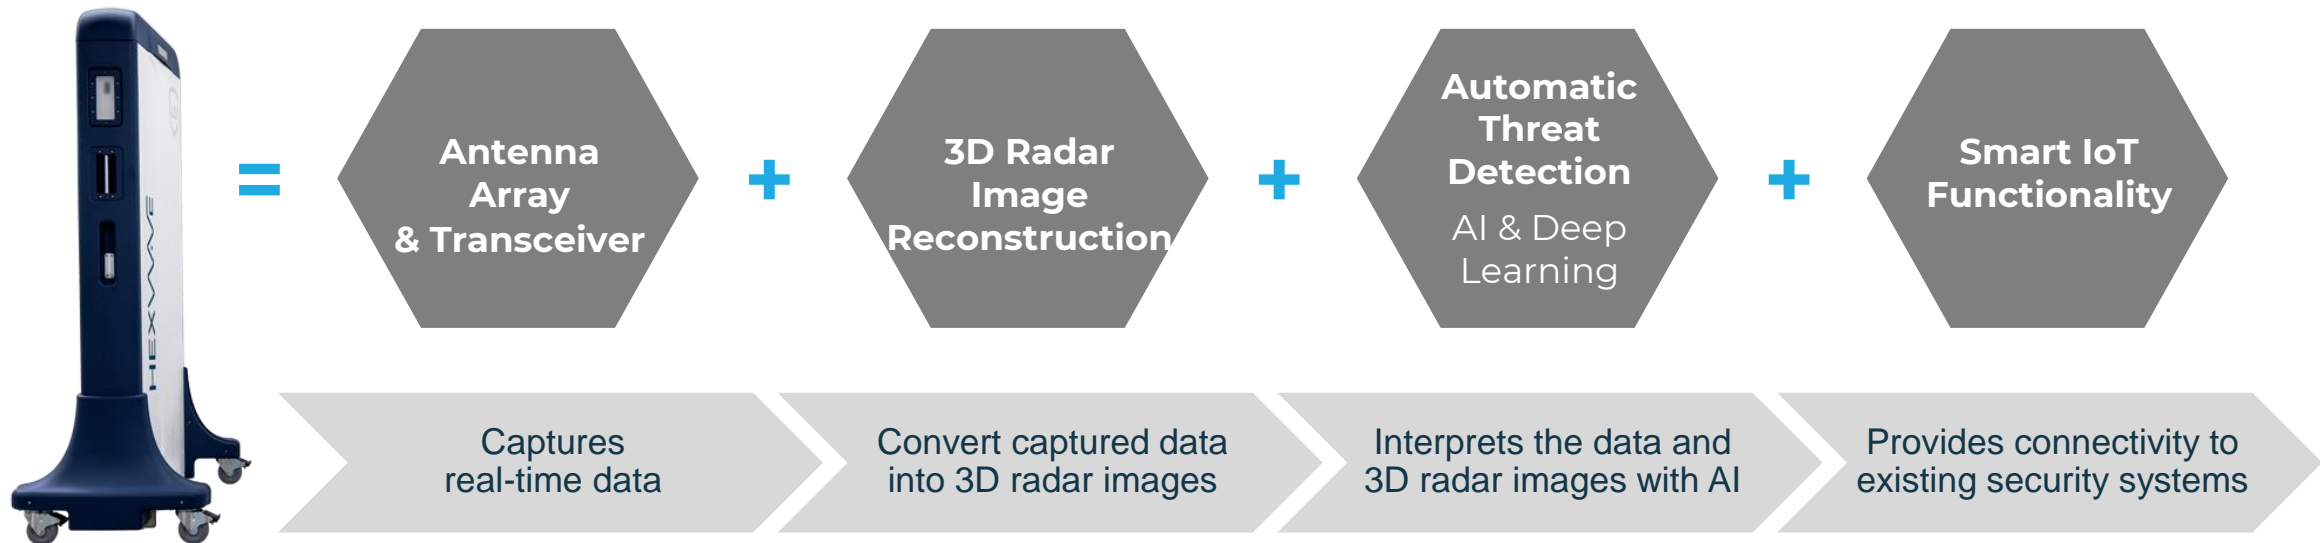 HEXWAVE
=
Antenna
Array
& Transceiver
+
3D Radar
Image
Reconstruction
+
Automatic
Threat
Detection
AI & Deep
Learning
+
Smart IoT
Functionality
Captures
real-time data
Convert captured data
into 3D radar images
Interprets the data and
3D radar images with AI
Provides connectivity to
existing security systems